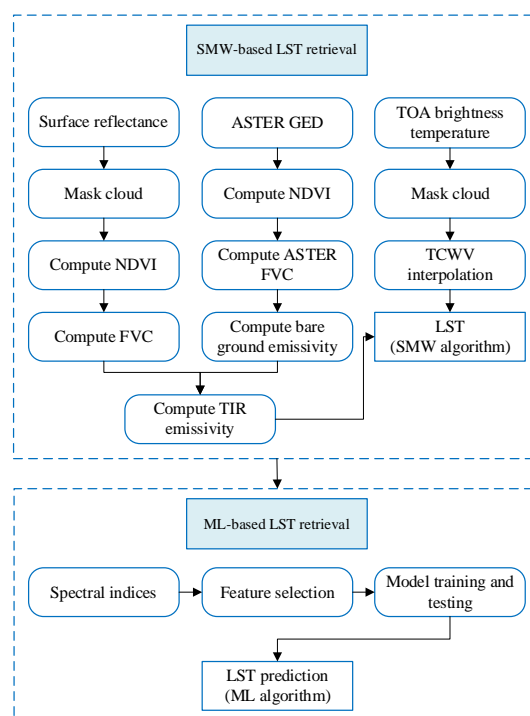 SMW-based LST retrieval
Surface reflectance
ASTER GED
TOA brightness
temperature
Mask cloud
Compute NDVI
Mask cloud
Compute NDVI
Compute ASTER
FVC
TCWV
interpolation
Compute FVC
Compute bare
ground emissivity
LST
(SMW algorithm)
Compute TIR
emissivity
ML-based LST retrieval
Spectral indices
Feature selection
Model training and
testing
LST prediction
(ML algorithm)